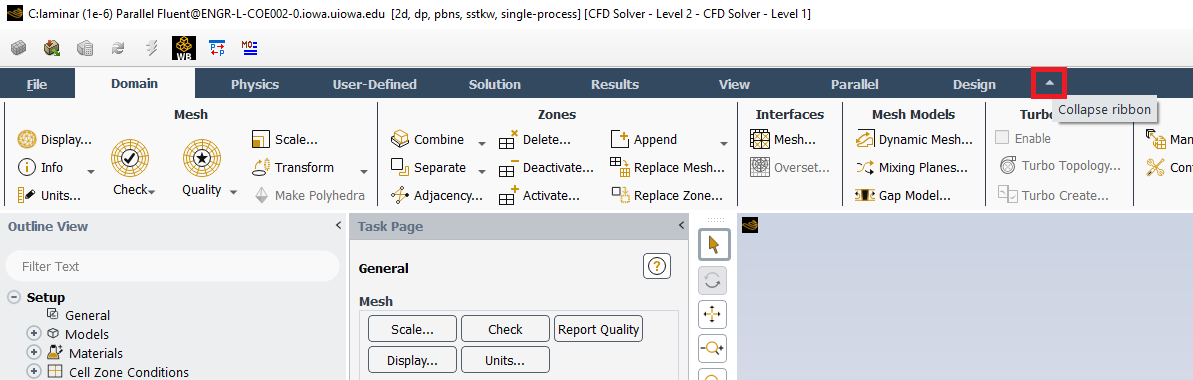 C:laminar (1e-6) Parallel Fluent@ENGR-L-COE002-0.iowa.uiowa.edu [2d, dp, pbns, sstkw, single-process] [CFD Solver - Level 2 - CFD Solver - Level 1]
WB
P P
MO
File Domain Physics User-Defined Solution Results View Parallel Design
Collapse ribbon
Mesh Zones Interfaces Mesh Models
Display... Scale... Combine Delete... Append Mesh... Dynamic Mesh... Enable
Info Transform Separate Deactivate... Replace Mesh... Overset... Mixing Planes... Turbo Topology...
Check Quality
Units... Make Polyhedra Adjacency... Activate... Replace Zone... Gap Model... Turbo Create...
Outline View < Task Page <
Filter Text
General ?
Setup
General
Mesh
Models
Scale... Check Report Quality
Materials
Display... Units...
Cell Zone Conditions